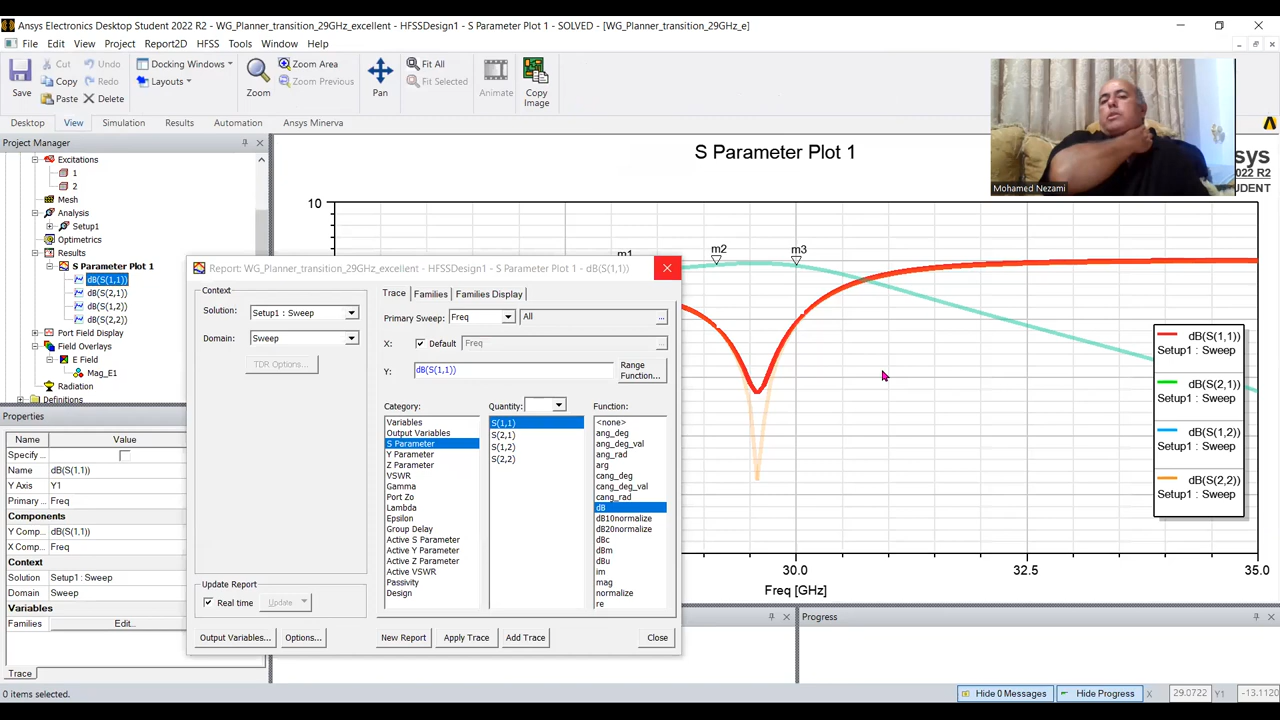 Ansys Electronics Desktop Student 2022 R2 - WG_Planner_transition_29GHz_excellent - HFSSDesign1 - S Parameter Plot 1 - SOLVED - [WG_Planner_transition_29GHz_e]
File Edit View Project Report2D HFSS Tools Window Help
Save
Cut
Copy
Paste
Undo
Redo
Delete
Docking Windows
Layouts
Zoom
Zoom Area
Zoom Previous
Pan
Fit All
Fit Selected
Animate
Copy
Image
Desktop View Simulation Results Automation Ansys Minerva
Project Manager
Excitations
1
2
Mesh
Analysis
Setup1
Optimetrics
Results
S Parameter Plot 1
dB(S(1,1))
dB(S(2,1))
dB(S(1,2))
dB(S(2,2))
Port Field Display
Field Overlays
E Field
Mag_E1
Radiation
Definitions
Properties
Name Value
Specify ...
Name dB(S(1,1))
Y Axis Y1
Primary ... Freq
Components
Y Comp... dB(S(1,1))
X Comp... Freq
Context
Solution Setup1 : Sweep
Domain Sweep
Variables
Families Edit...
Trace
0 items selected.
Report: WG_Planner_transition_29GHz_excellent - HFSSDesign1 - S Parameter Plot 1 - dB(S(1,1))
Context
Solution: Setup1 : Sweep
Domain: Sweep
TDR Options...
Update Report
Real time Update
Output Variables... Options...
Trace Families Families Display
Primary Sweep: Freq All ...
X: Default Freq ...
Y: dB(S(1,1))
Range
Function...
Category:
Variables
Output Variables
S Parameter
Y Parameter
Z Parameter
VSWR
Gamma
Port Zo
Lambda
Epsilon
Group Delay
Active S Parameter
Active Y Parameter
Active Z Parameter
Active VSWR
Passivity
Design
Quantity:
S(1,1)
S(2,1)
S(1,2)
S(2,2)
Function:
<none>
ang_deg
ang_deg_val
ang_rad
arg
cang_deg
cang_deg_val
cang_rad
dB
dB10normalize
dB20normalize
dBc
dBm
dBu
im
mag
normalize
re
New Report Apply Trace Add Trace Close
S Parameter Plot 1
sys
2022 R2
UDENT
Mohamed Nezami
10
m1
m2
m3
dB(S(1,1))
Setup1 : Sweep
dB(S(2,1))
Setup1 : Sweep
dB(S(1,2))
Setup1 : Sweep
dB(S(2,2))
Setup1 : Sweep
30.0 32.5 35.0
Freq [GHz]
Progress
Hide 0 Messages Hide Progress X 29.0722 Y1 -13.1120